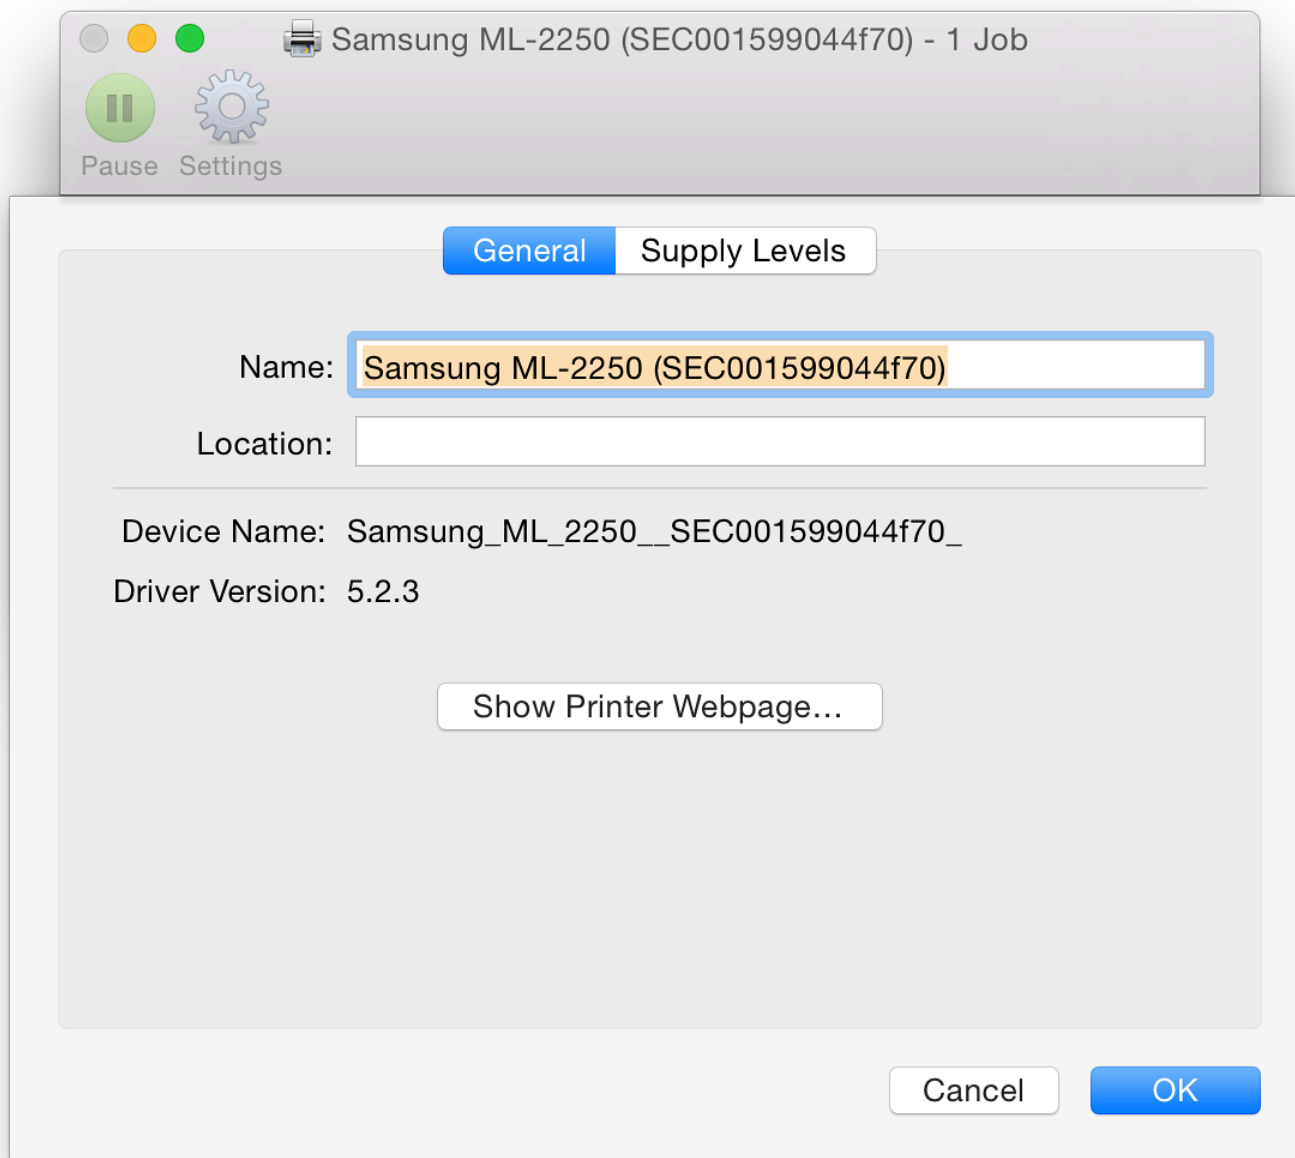 Samsung ML-2250 (SEC001599044f70) - 1 Job
Pause Settings
General Supply Levels
Name: Samsung ML-2250 (SEC001599044f70)
Location:
Device Name: Samsung_ML_2250__SEC001599044f70_
Driver Version: 5.2.3
Show Printer Webpage...
Cancel OK